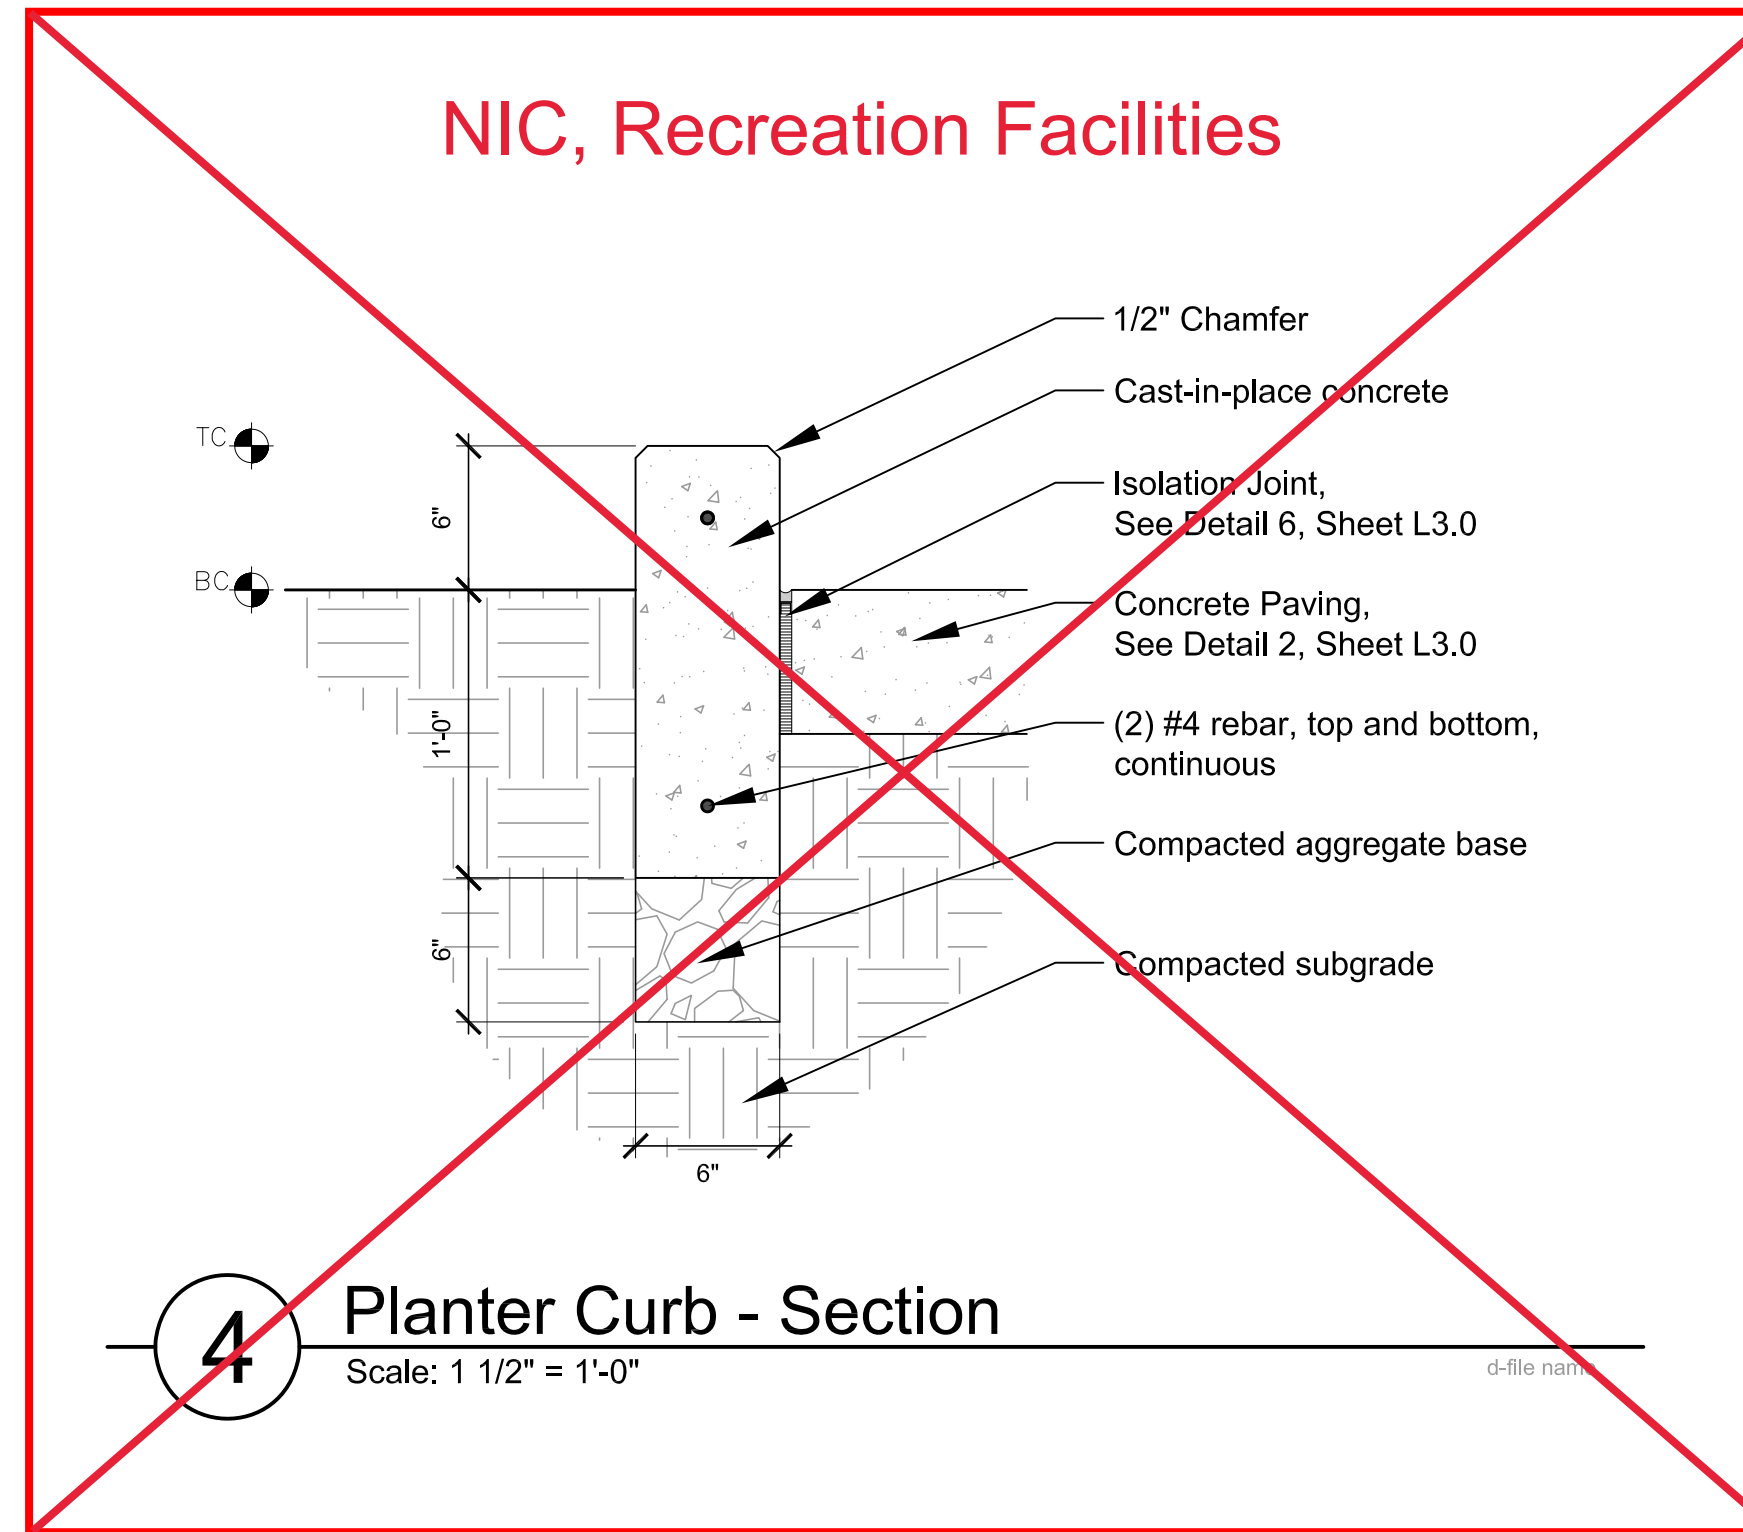 NIC, Recreation Facilities
1/2" Chamfer
Cast-in-place concrete
TC
Isolation Joint,
See Detail 6, Sheet L3.0
6"
BC
Concrete Paving,
See Detail 2, Sheet L3.0
1'-0"
(2) #4 rebar, top and bottom,
continuous
Compacted aggregate base
6"
Compacted subgrade
6"
4
Planter Curb - Section
Scale: 1 1/2" = 1'-0"
d-file name